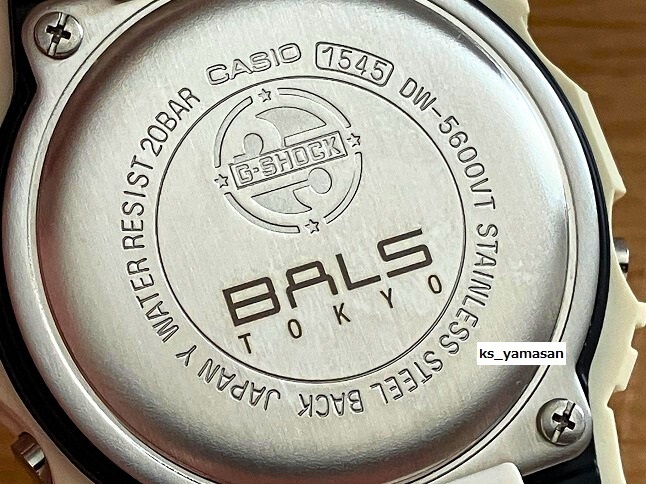 CASIO 1545 DW-5600VT STAINLESS STEEL BACK JAPAN Y WATER RESIST 20BAR
G-SHOCK
BALS
TOKYO
ks_yamasan